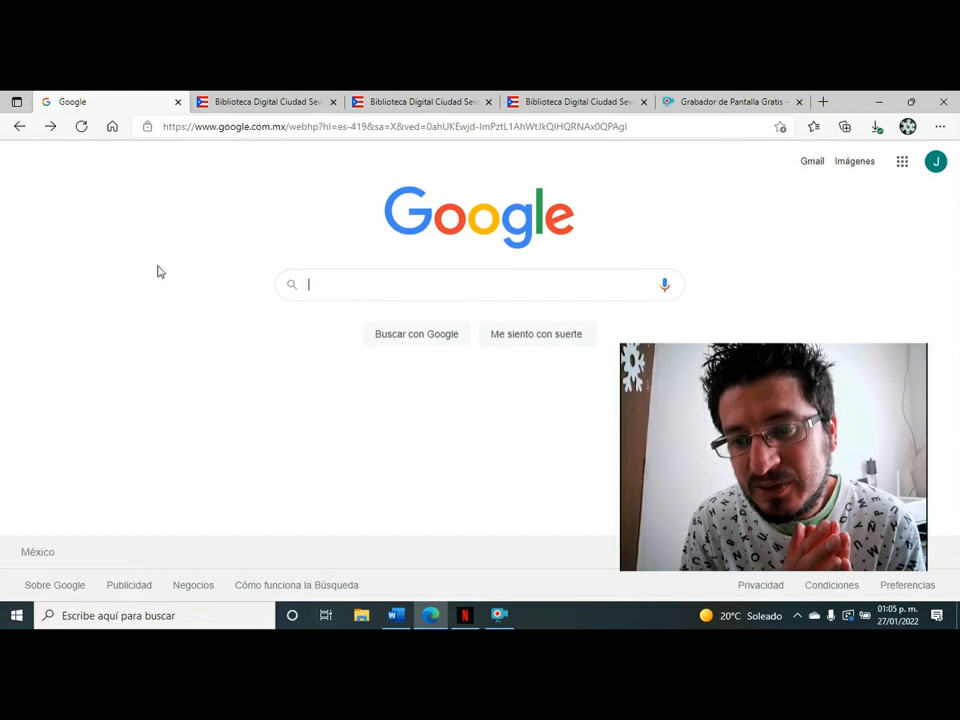 Google
Biblioteca Digital Ciudad Sev
Biblioteca Digital Ciudad Sev
Biblioteca Digital Ciudad Sev
Grabador de Pantalla Gratis –
https://www.google.com.mx/webhp?hl=es-419&sa=X&ved=0ahUKEwjd-ImPztL1AhWtJkQIHQRNAx0QPAgI
Gmail Imágenes
J
Google
Buscar con Google Me siento con suerte
México
Sobre Google Publicidad Negocios Cómo funciona la Búsqueda Privacidad Condiciones Preferencias
Escribe aquí para buscar
W
N
20°C Soleado
01:05 p. m.
27/01/2022